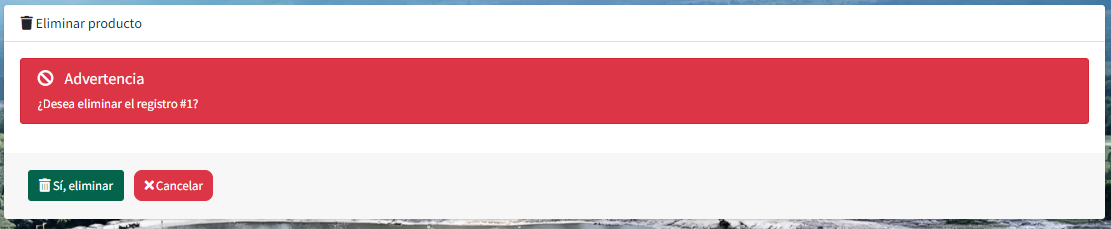 Eliminar producto
Advertencia
¿Desea eliminar el registro #1?
Sí, eliminar
Cancelar